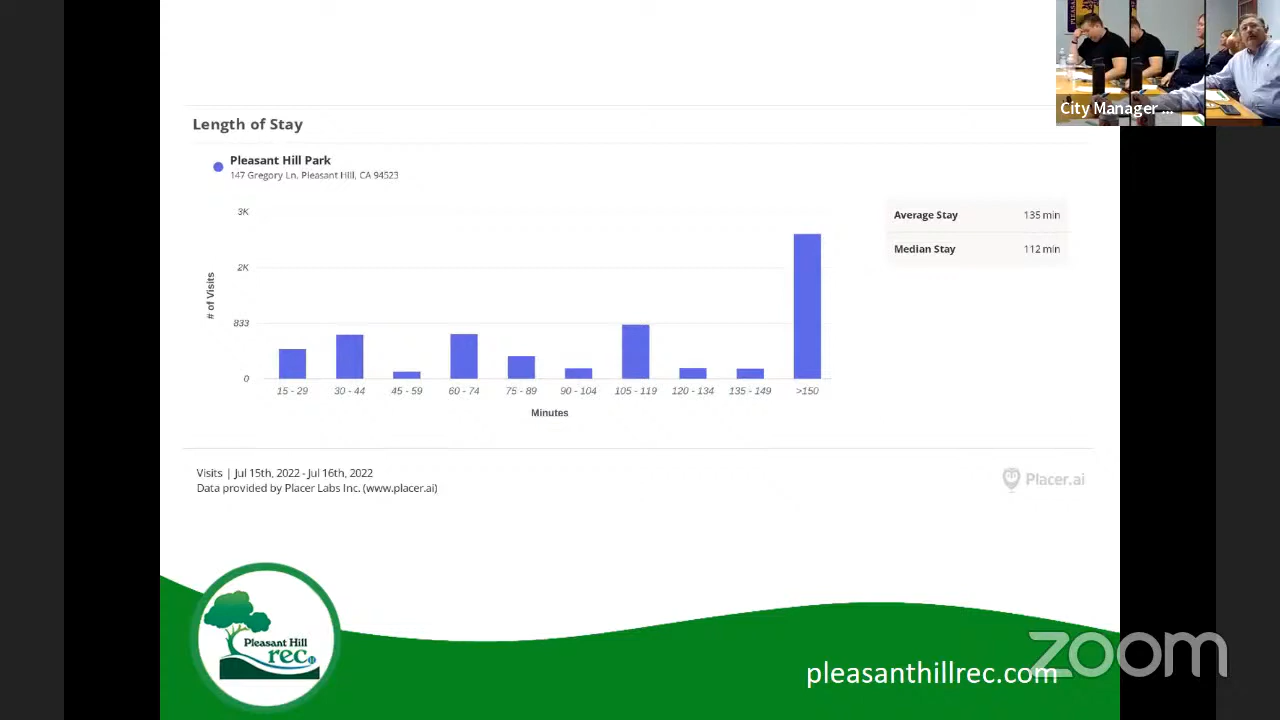 PLEASANT
City Manager ...
Length of Stay
Pleasant Hill Park
147 Gregory Ln, Pleasant Hill, CA 94523
Average Stay 135 min
Median Stay 112 min
3K
2K
833
0
# of Visits
15 - 29 30 - 44 45 - 59 60 - 74 75 - 89 90 - 104 105 - 119 120 - 134 135 - 149 >150
Minutes
Visits | Jul 15th, 2022 - Jul 16th, 2022
Data provided by Placer Labs Inc. (www.placer.ai)
Placer.ai
Pleasant Hill
rec
pleasanthillrec.com
zoom